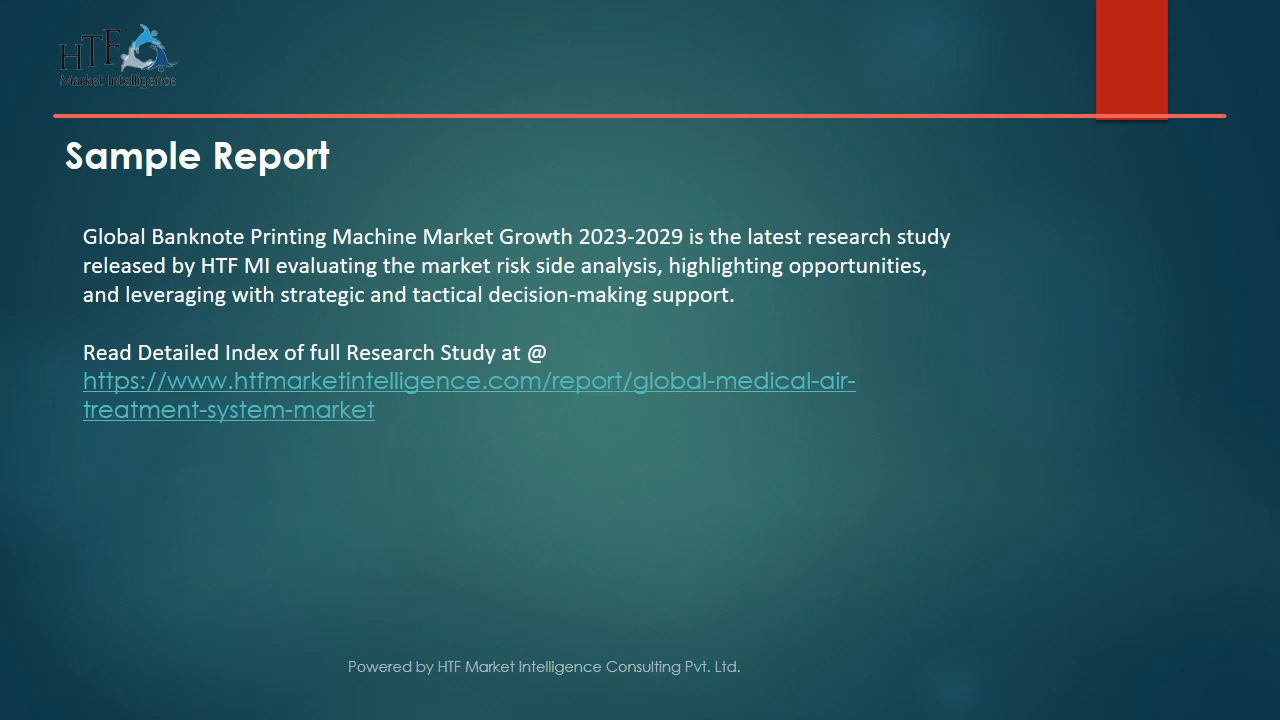 HTF
Market Intelligence
Sample Report
Global Banknote Printing Machine Market Growth 2023-2029 is the latest research study
released by HTF MI evaluating the market risk side analysis, highlighting opportunities,
and leveraging with strategic and tactical decision-making support.
Read Detailed Index of full Research Study at @
https://www.htfmarketintelligence.com/report/global-medical-air-
treatment-system-market
Powered by HTF Market Intelligence Consulting Pvt. Ltd.